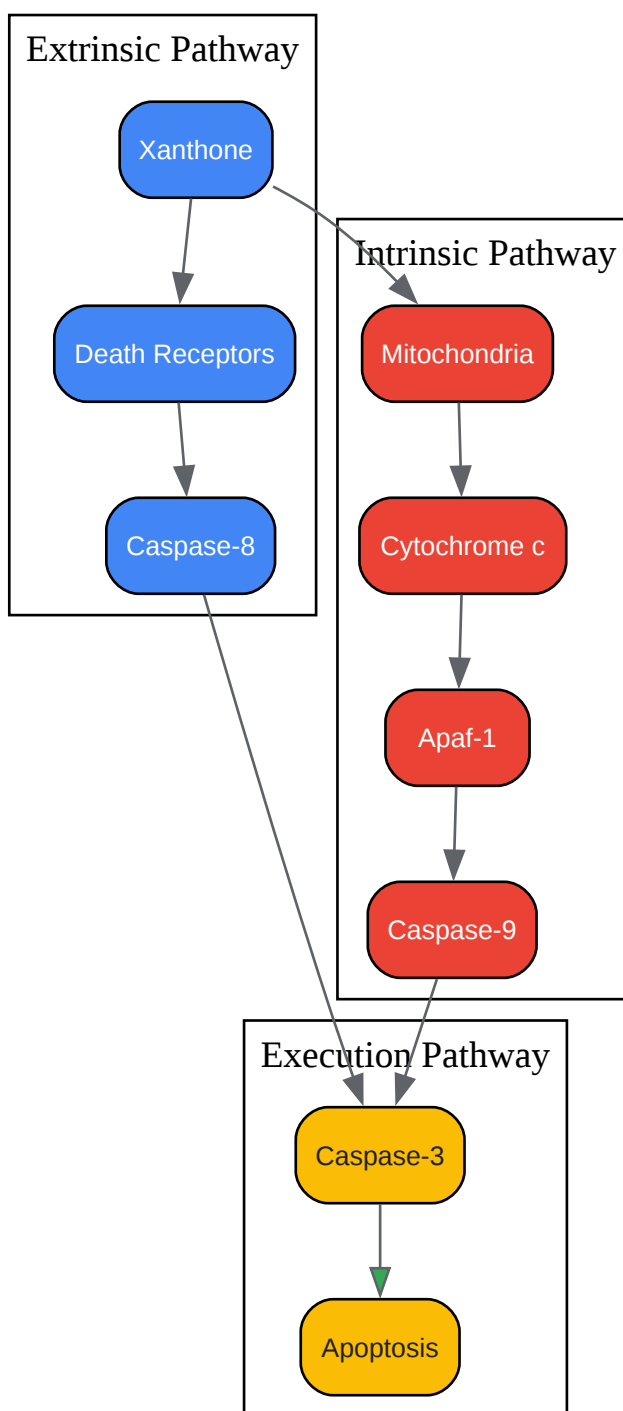 Extrinsic Pathway
Xanthone
Death Receptors
Caspase-8
Intrinsic Pathway
Mitochondria
Cytochrome c
Apaf-1
Caspase-9
Execution Pathway
Caspase-3
Apoptosis